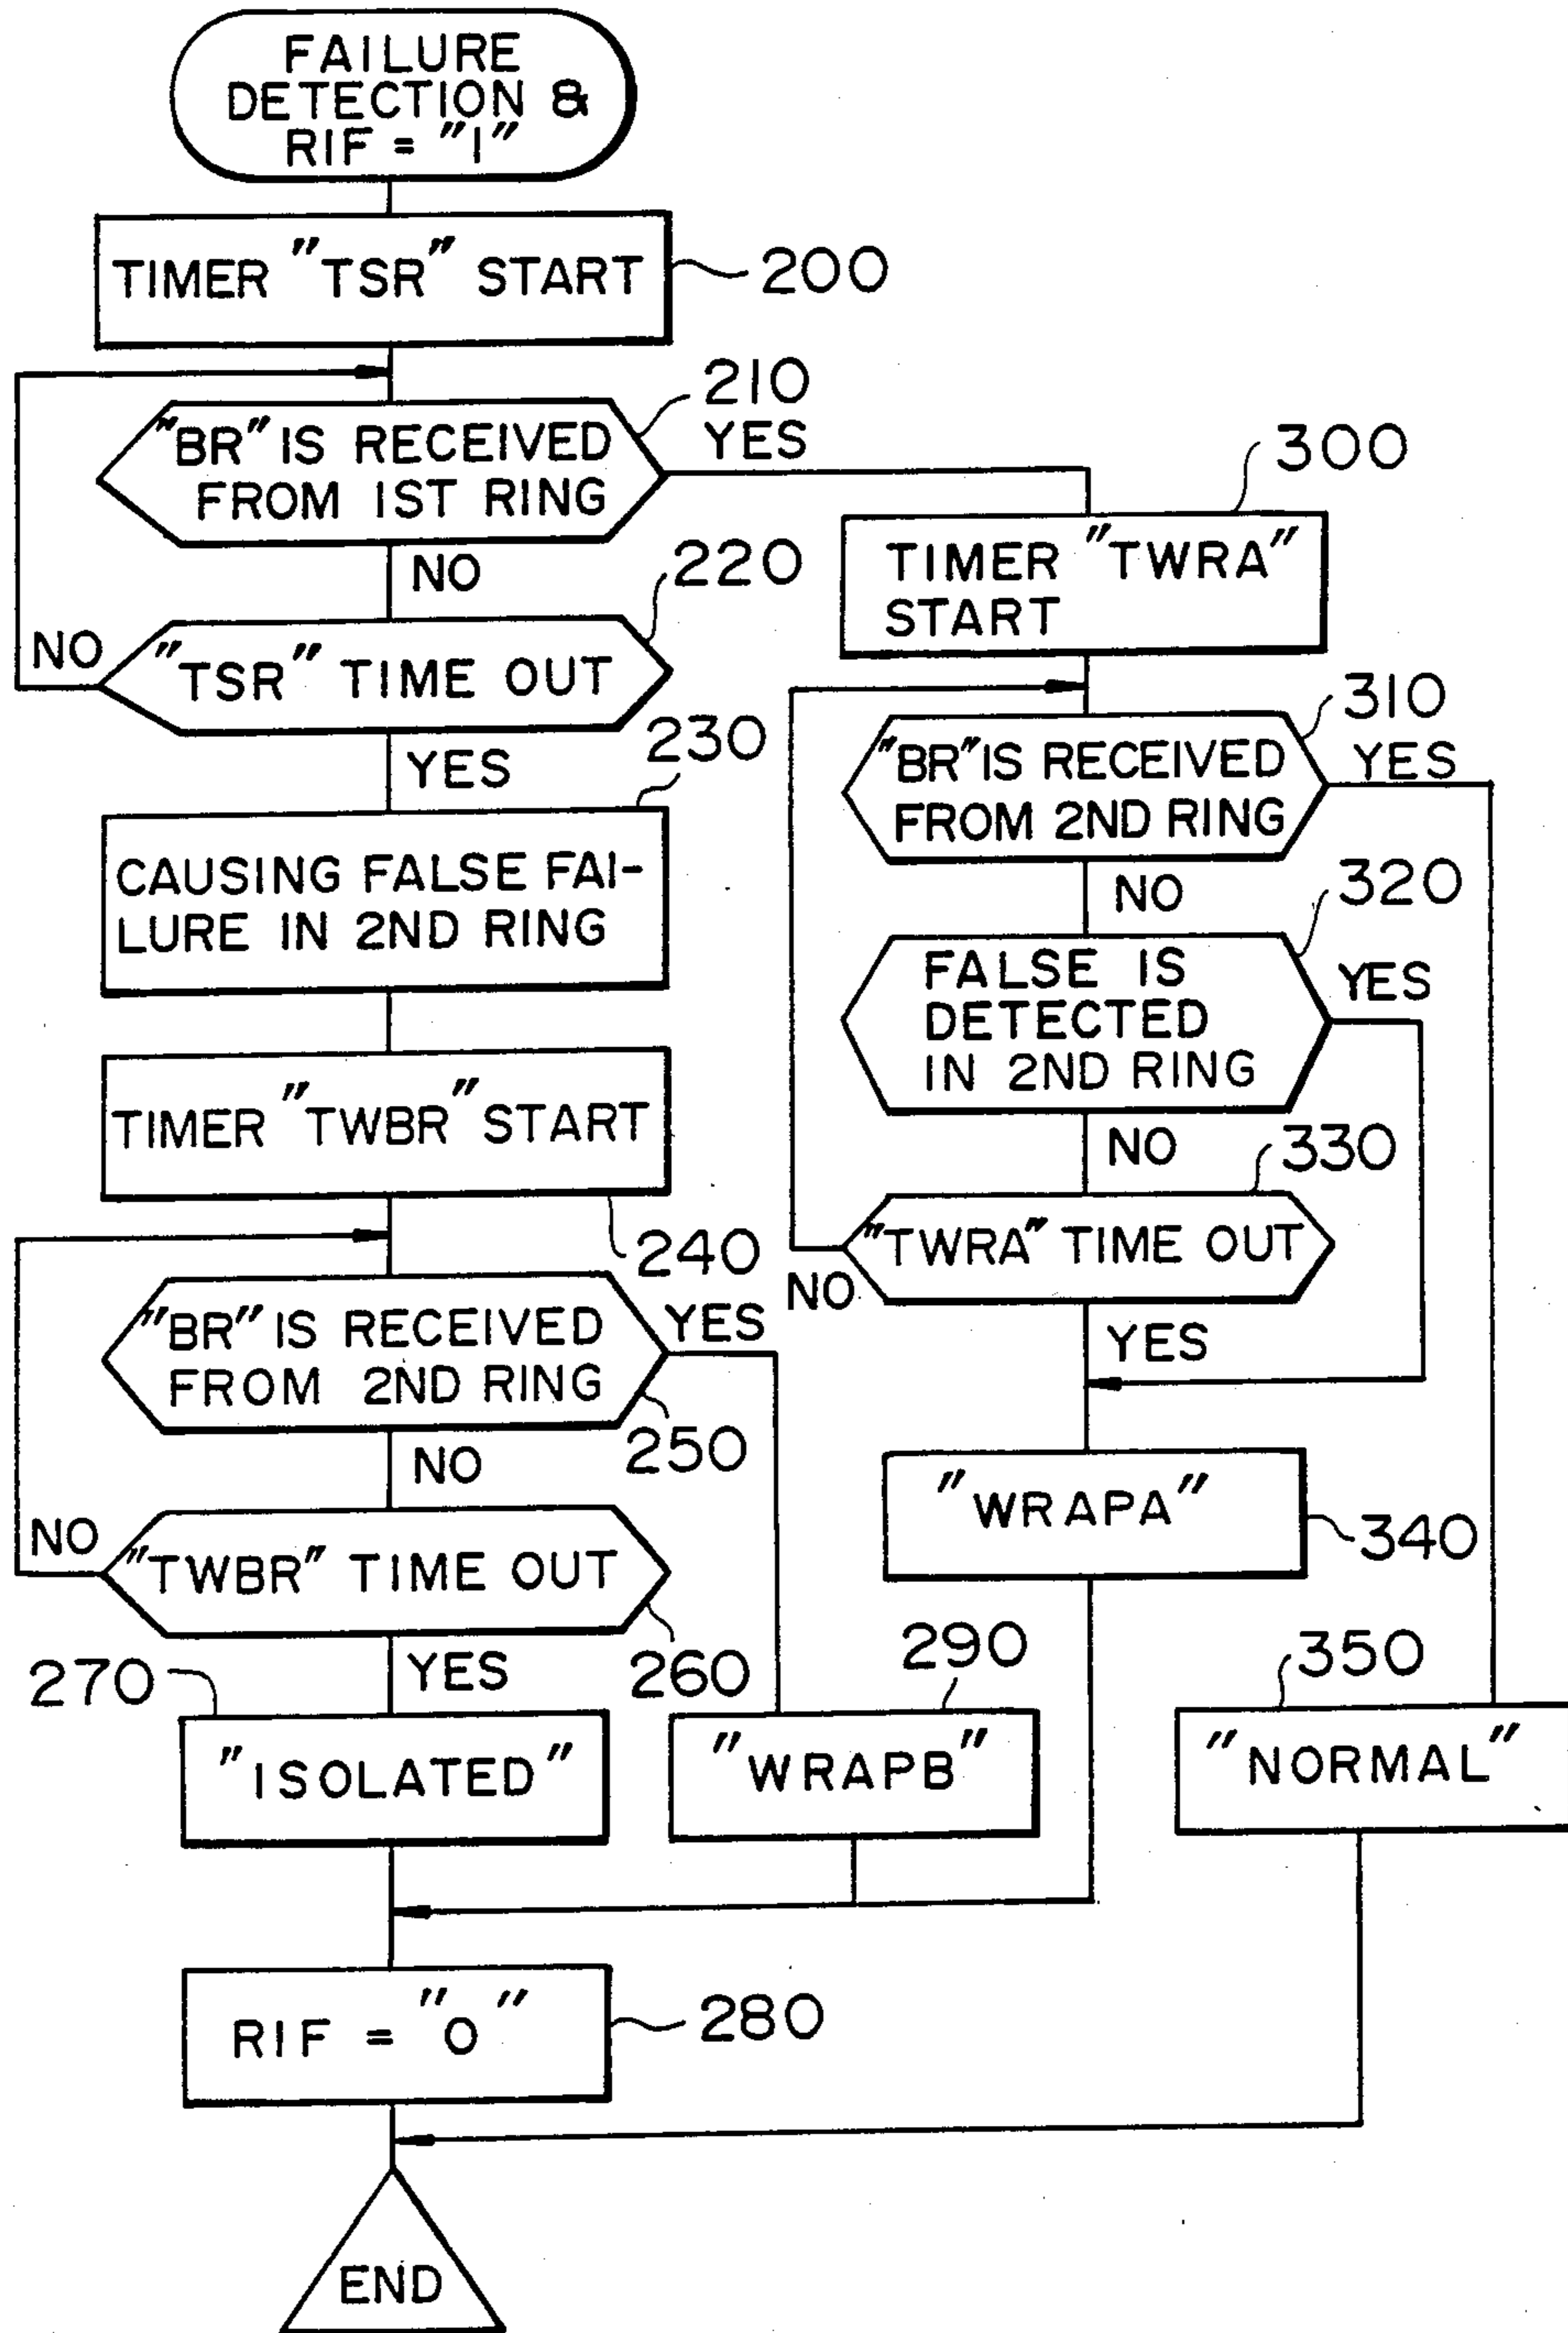 FAILURE
DETECTION &
RIF = "1"
TIMER "TSR" START
200
210
"BR" IS RECEIVED
FROM 1ST RING
YES
NO
220
"TSR" TIME OUT
NO
YES
230
CAUSING FALSE FAI-
LURE IN 2ND RING
TIMER "TWBR" START
240
"BR" IS RECEIVED
FROM 2ND RING
YES
250
NO
"TWBR" TIME OUT
NO
260
YES
270
"ISOLATED"
290
"WRAPB"
RIF = "0"
280
END
300
TIMER "TWRA"
START
310
"BR" IS RECEIVED
FROM 2ND RING
YES
NO
320
FALSE IS
DETECTED
IN 2ND RING
YES
NO
330
"TWRA" TIME OUT
NO
YES
"WRAPA"
340
350
"NORMAL"